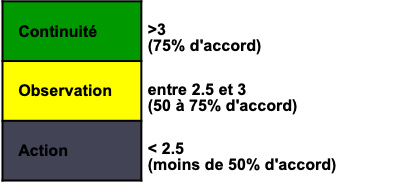 Continuité
>3
(75% d'accord)
Observation
entre 2.5 et 3
(50 à 75% d'accord)
Action
< 2.5
(moins de 50% d'accord)